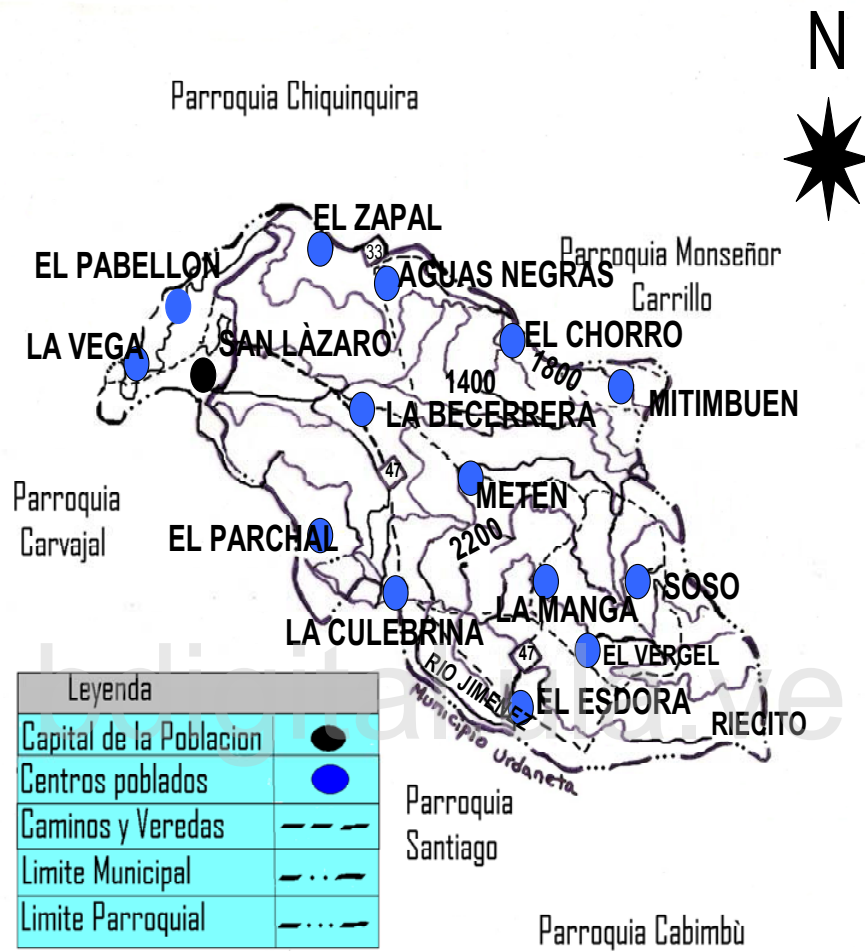 N
Parroquia Chiquinquira
EL ZAPAL
33
Parroquia Monseñor
Carrillo
EL PABELLON
AGUAS NEGRAS
LA VEGA
SAN LÀZARO
EL CHORRO
1800
1400
MITIMBUEN
LA BECERRERA
47
Parroquia
Carvajal
METEN
EL PARCHAL
2200
SOSO
LA MANGA
LA CULEBRINA
47
EL VERGEL
RIO JIMENEZ
EL ESDORA
RIECITO
Municipio Urdaneta
bdigital.ula.ve
Leyenda
Capital de la Poblacion
Centros poblados
Caminos y Veredas
Limite Municipal
Limite Parroquial
Parroquia
Santiago
Parroquia Cabimbù